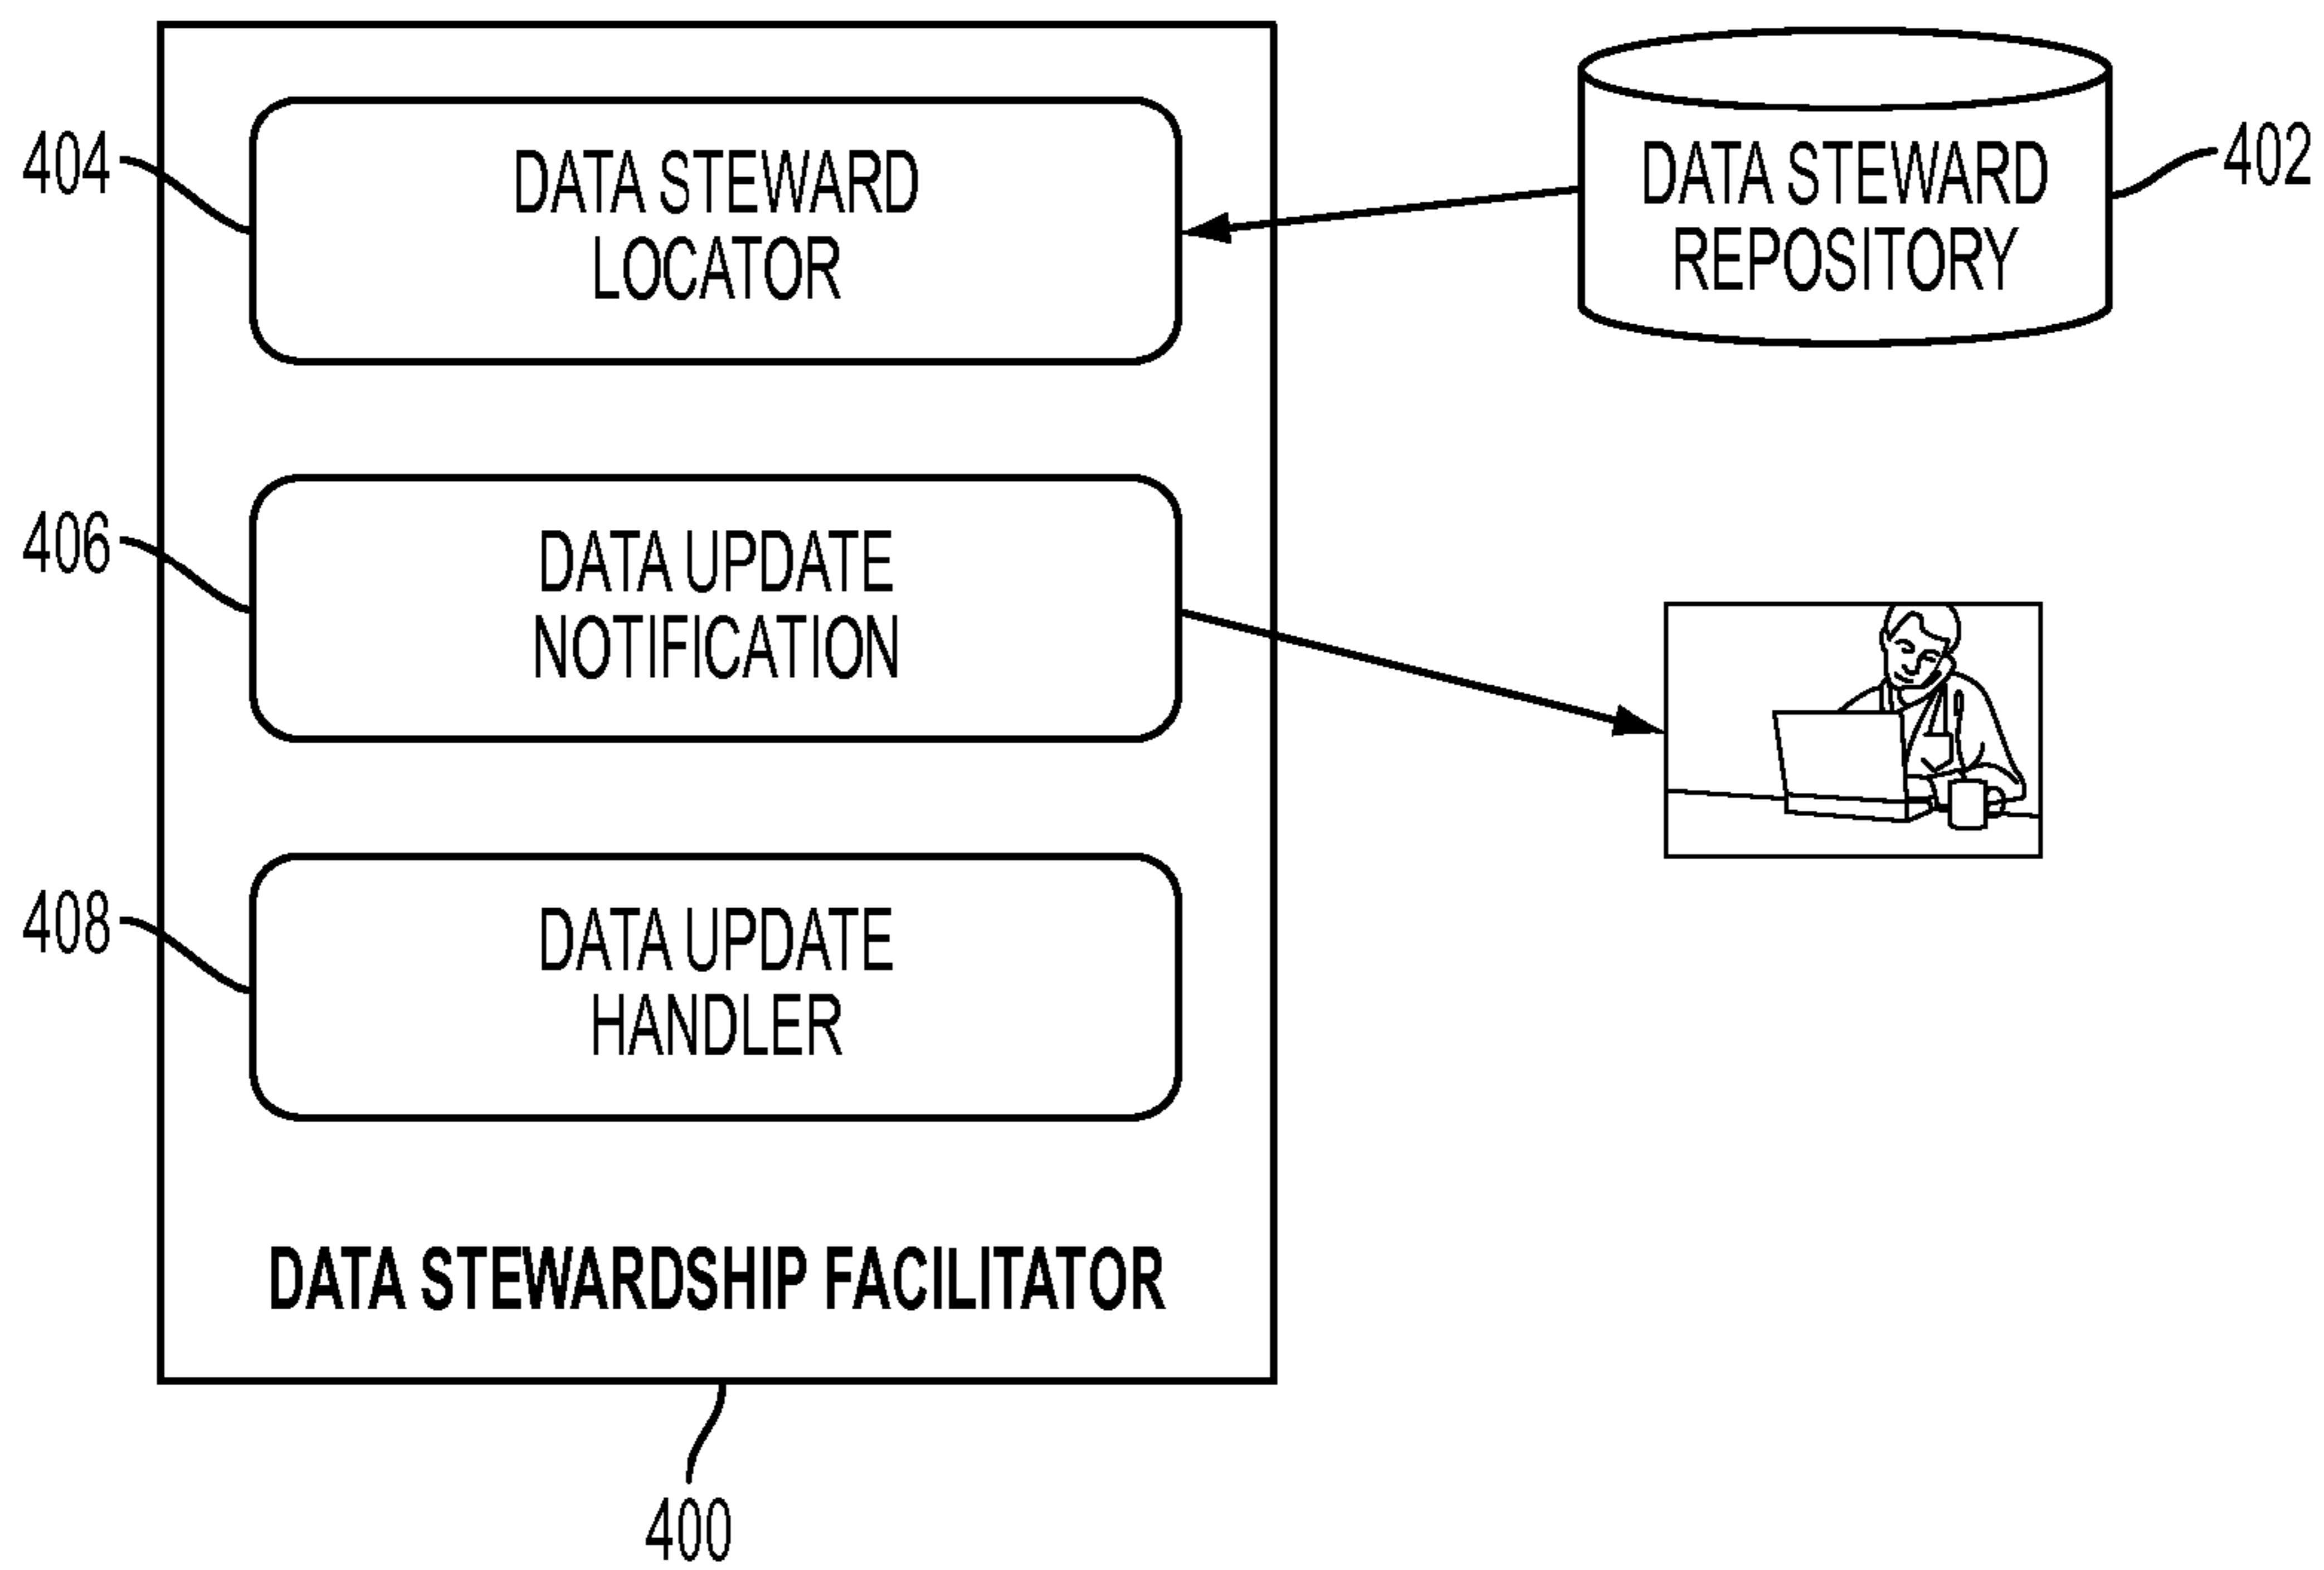 404
DATA STEWARD
LOCATOR
DATA STEWARD
REPOSITORY
402
406
DATA UPDATE
NOTIFICATION
408
DATA UPDATE
HANDLER
DATA STEWARDSHIP FACILITATOR
400